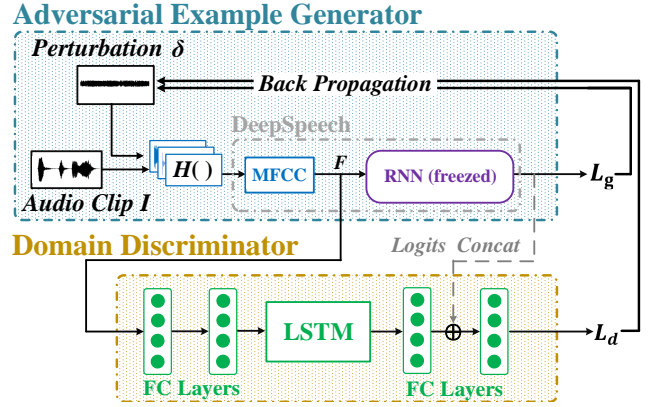 Adversarial Example Generator
Perturbation δ
Back Propagation
DeepSpeech
H( )
MFCC
F
RNN (freezed)
Lg
Audio Clip I
Domain Discriminator
Logits Concat
LSTM
⊕
Ld
FC Layers
FC Layers